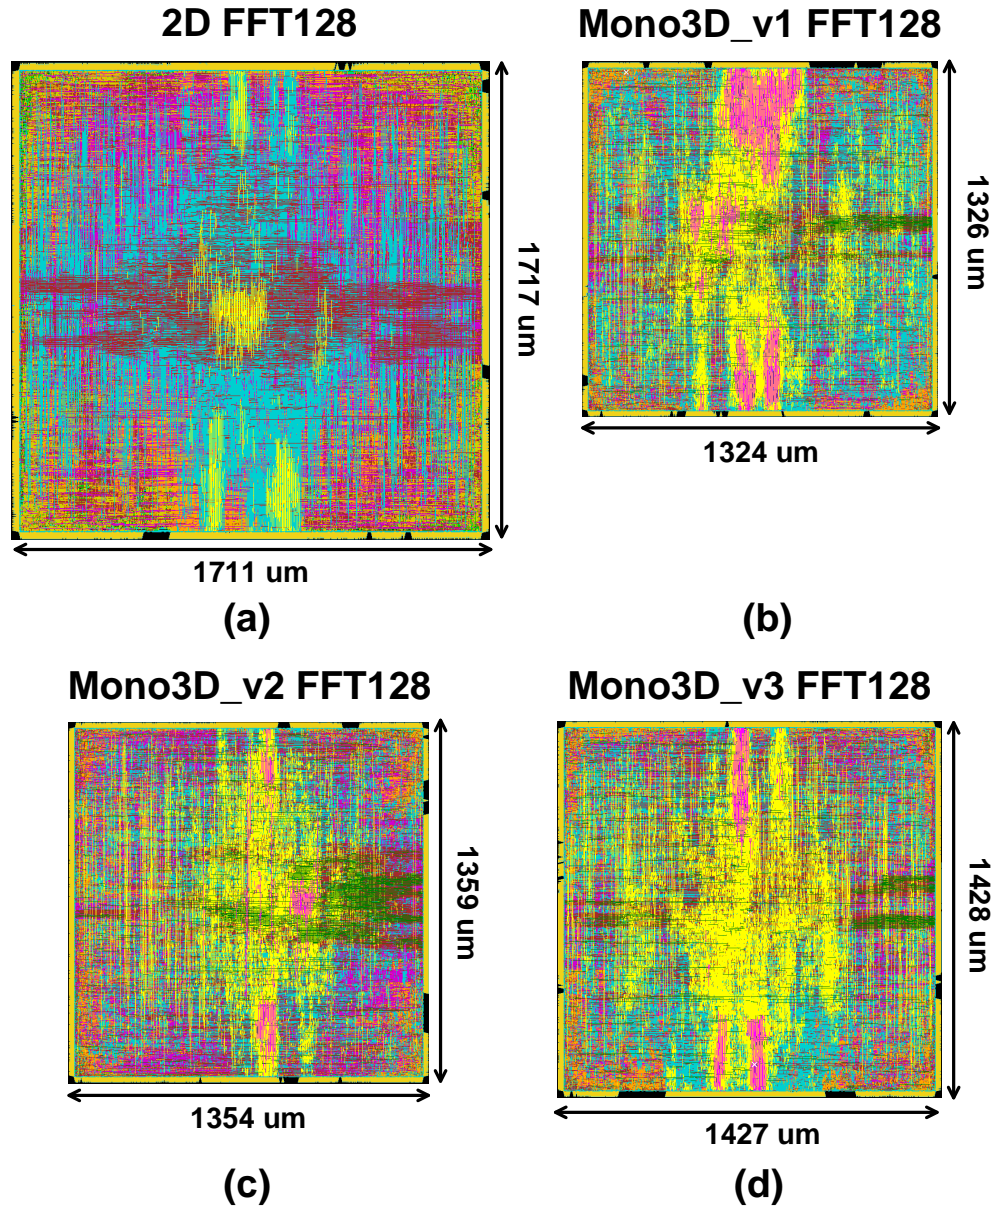 2D FFT128
Mono3D_v1 FFT128
1717 um
1326 um
1711 um
1324 um
(a)
(b)
Mono3D_v2 FFT128
Mono3D_v3 FFT128
1359 um
1428 um
1354 um
1427 um
(c)
(d)